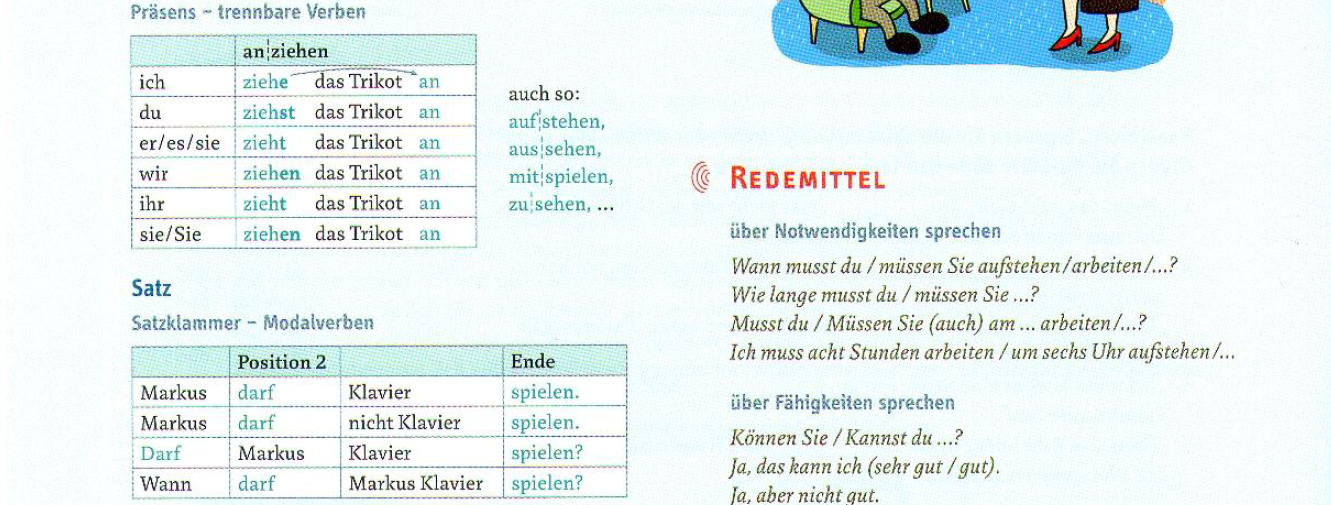 Präsens – trennbare Verben
an¦ziehen
ich ziehe das Trikot an
du ziehst das Trikot an
er/es/sie zieht das Trikot an
wir ziehen das Trikot an
ihr zieht das Trikot an
sie/Sie ziehen das Trikot an
auch so:
auf¦stehen,
aus¦sehen,
mit¦spielen,
zu¦sehen, ...
Satz
Satzklammer – Modalverben
Position 2 Ende
Markus darf Klavier spielen.
Markus darf nicht Klavier spielen.
Darf Markus Klavier spielen?
Wann darf Markus Klavier spielen?
REDEMITTEL
über Notwendigkeiten sprechen
Wann musst du / müssen Sie aufstehen/arbeiten/...?
Wie lange musst du / müssen Sie ...?
Musst du / Müssen Sie (auch) am ... arbeiten/...?
Ich muss acht Stunden arbeiten / um sechs Uhr aufstehen/...
über Fähigkeiten sprechen
Können Sie / Kannst du ...?
Ja, das kann ich (sehr gut / gut).
Ja, aber nicht gut.